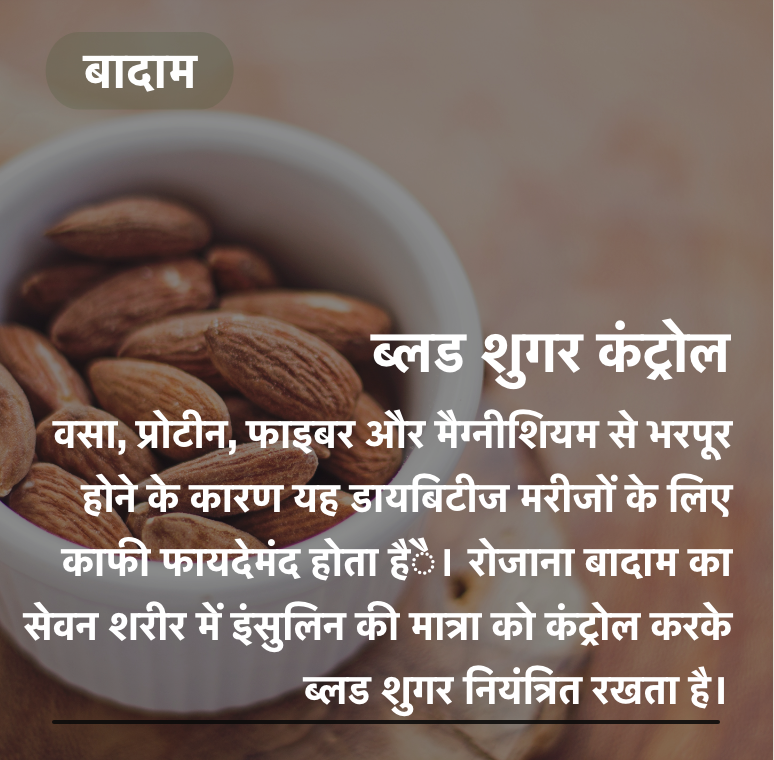 बादाम
ब्लड शुगर कंट्रोल
वसा, प्रोटीन, फाइबर और मैग्नीशियम से भरपूर
होने के कारण यह डायबिटीज मरीजों के लिए
काफी फायदेमंद होता हैै। रोजाना बादाम का
सेवन शरीर में इंसुलिन की मात्रा को कंट्रोल करके
ब्लड शुगर नियंत्रित रखता है।